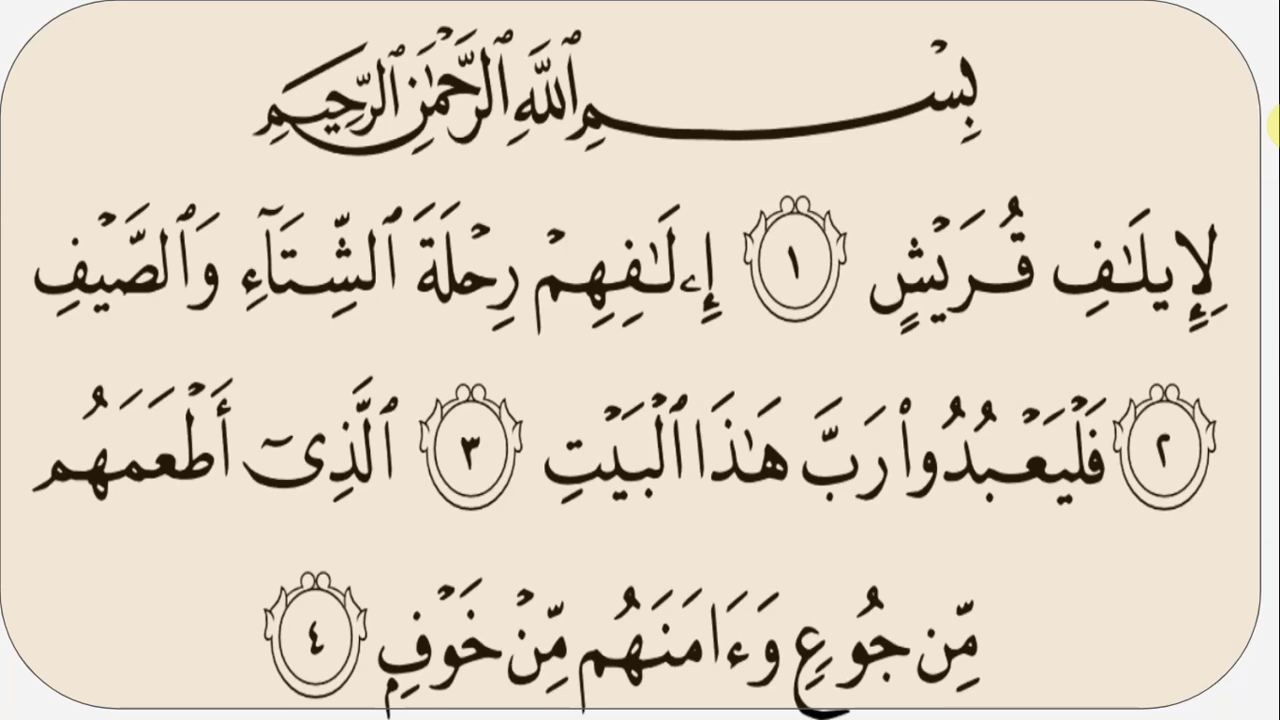 بِسۡمِ ٱللَّهِ ٱلرَّحۡمَٰنِ ٱلرَّحِيمِ
لِإِيلَٰفِ قُرَيۡشٍ ١ إِۦلَٰفِهِمۡ رِحۡلَةَ ٱلشِّتَآءِ وَٱلصَّيۡفِ
٢ فَلۡيَعۡبُدُواْ رَبَّ هَٰذَا ٱلۡبَيۡتِ ٣ ٱلَّذِىٓ أَطۡعَمَهُم
مِّن جُوعٍ وَءَامَنَهُم مِّنۡ خَوۡفٍ ٤